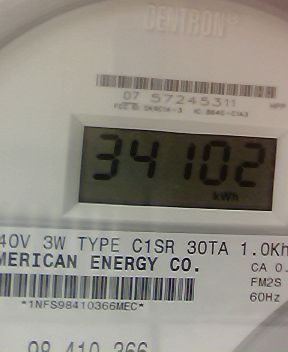 CENTRON®
07 57245311
34102
kWh
40V 3W TYPE C1SR 30TA 1.0Kh
MERICAN ENERGY CO.
CA 0.
FM2S
60Hz
*1NFS98410366MEC*
98 410 366